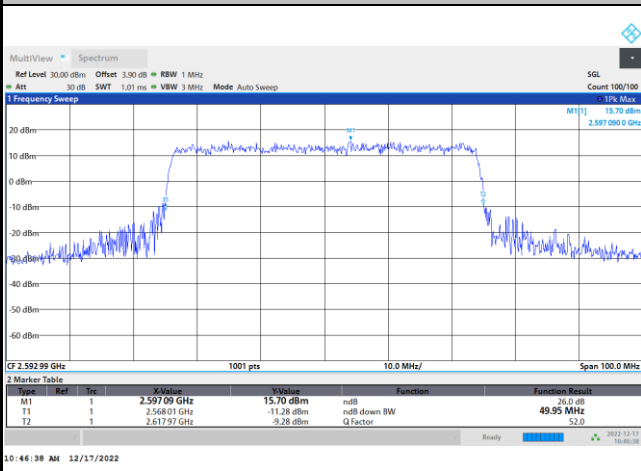 MultiView Spectrum
Ref Level 30.00 dBm Offset 3.90 dB RBW 1 MHz SGL
Att 30 dB SWT 1.01 ms VBW 3 MHz Mode Auto Sweep Count 100/100
1 Frequency Sweep 1Pk Max
M1[1] 15.70 dBm
2.597 090 0 GHz
20 dBm
M1
10 dBm
0 dBm
-10 dBm
-20 dBm
-30 dBm
-40 dBm
-50 dBm
-60 dBm
CF 2.592 99 GHz 1001 pts 10.0 MHz/ Span 100.0 MHz
2 Marker Table
Type Ref Trc X-Value Y-Value Function Function Result
M1 1 2.597 09 GHz 15.70 dBm ndB 26.0 dB
T1 1 2.568 01 GHz -11.28 dBm ndB down BW 49.95 MHz
T2 1 2.617 97 GHz -9.28 dBm Q Factor 52.0
Ready 2022-12-17
10:46:38
10:46:38 AM 12/17/2022